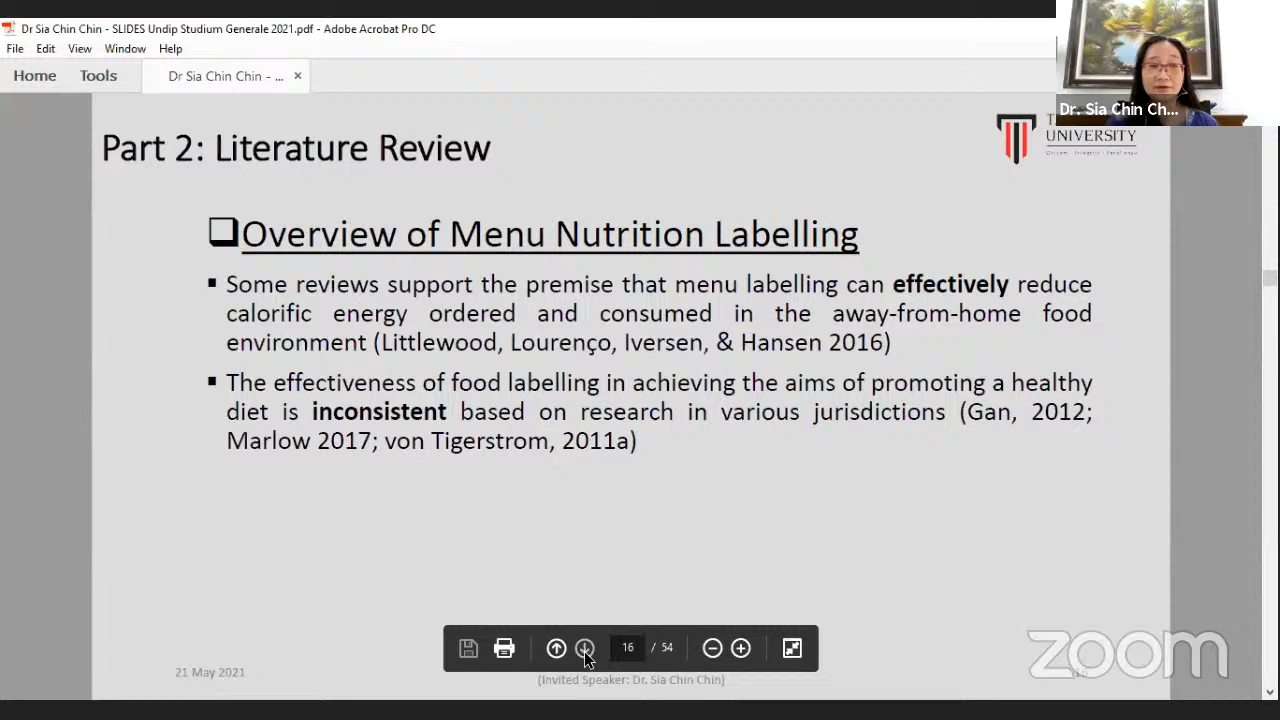 Dr Sia Chin Chin - SLIDES Undip Studium Generale 2021.pdf - Adobe Acrobat Pro DC
File Edit View Window Help
Home Tools Dr Sia Chin Chin - ... ×
Dr. Sia Chin Ch...
Part 2: Literature Review
UNIVERSITY
Overview of Menu Nutrition Labelling
▪ Some reviews support the premise that menu labelling can effectively reduce
calorific energy ordered and consumed in the away-from-home food
environment (Littlewood, Lourenço, Iversen, & Hansen 2016)
▪ The effectiveness of food labelling in achieving the aims of promoting a healthy
diet is inconsistent based on research in various jurisdictions (Gan, 2012;
Marlow 2017; von Tigerstrom, 2011a)
16 / 54
21 May 2021
(Invited Speaker: Dr. Sia Chin Chin)
zoom